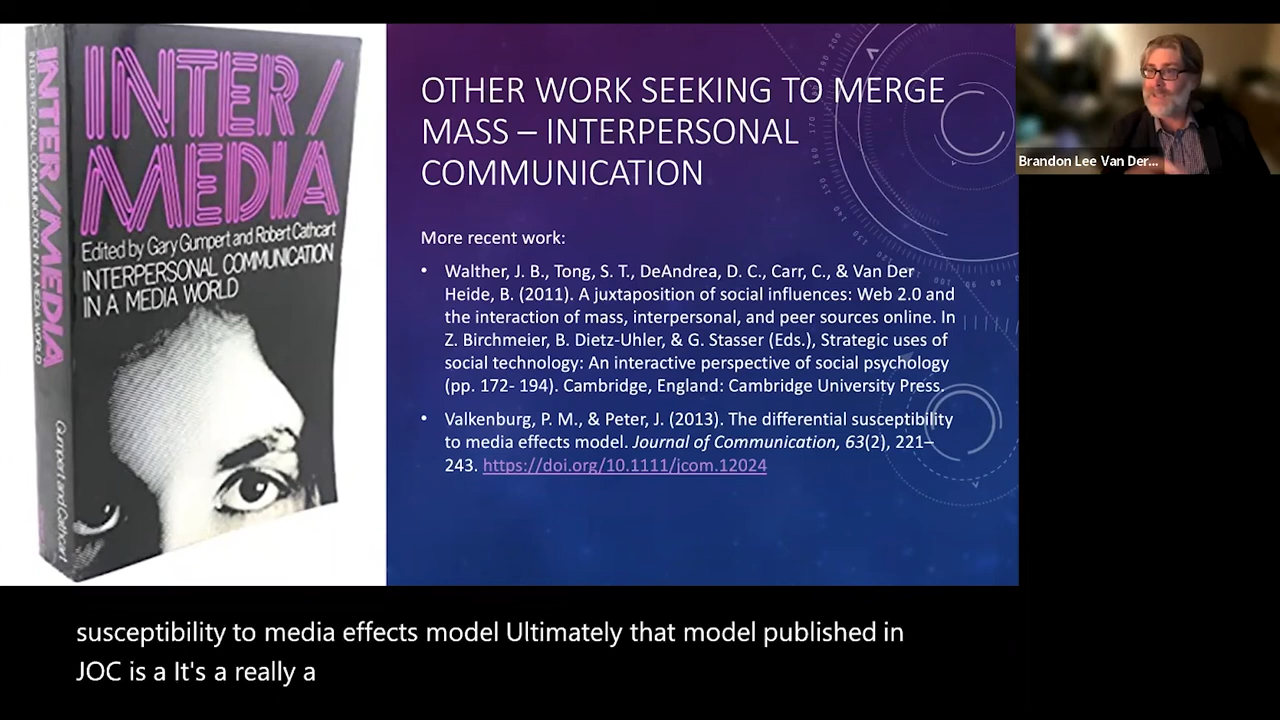 INTER/MEDIA
INTERPERSONAL COMMUNICATION IN A MEDIA WORLD
Gumpert and Cathcart
INTER/
MEDIA
Edited by Gary Gumpert and Robert Cathcart
INTERPERSONAL COMMUNICATION
IN A MEDIA WORLD
OTHER WORK SEEKING TO MERGE
MASS – INTERPERSONAL
COMMUNICATION
More recent work:
• Walther, J. B., Tong, S. T., DeAndrea, D. C., Carr, C., & Van Der
Heide, B. (2011). A juxtaposition of social influences: Web 2.0 and
the interaction of mass, interpersonal, and peer sources online. In
Z. Birchmeier, B. Dietz-Uhler, & G. Stasser (Eds.), Strategic uses of
social technology: An interactive perspective of social psychology
(pp. 172- 194). Cambridge, England: Cambridge University Press.
• Valkenburg, P. M., & Peter, J. (2013). The differential susceptibility
to media effects model. Journal of Communication, 63(2), 221–
243. https://doi.org/10.1111/jcom.12024
Brandon Lee Van Der...
susceptibility to media effects model Ultimately that model published in
JOC is a It's a really a